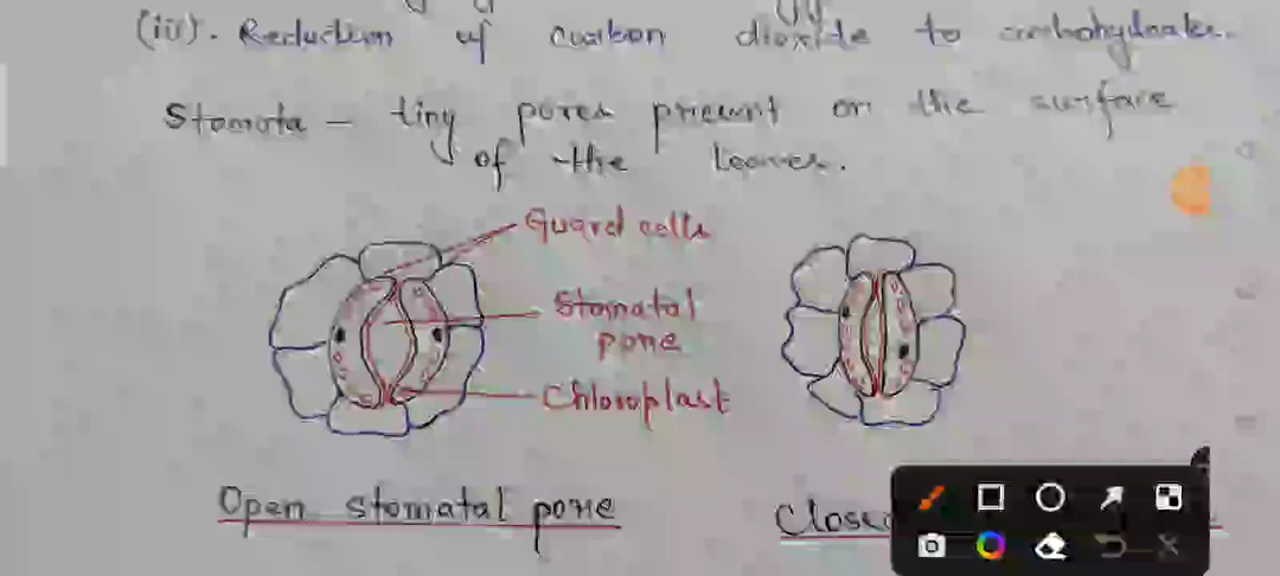 (iii). Reduction of carbon dioxide to carbohydrates.
Stomata – tiny pores present on the surface
of the leaves.
Guard cells
Stomatal
pore
Chloroplast
Open stomatal pore
Close